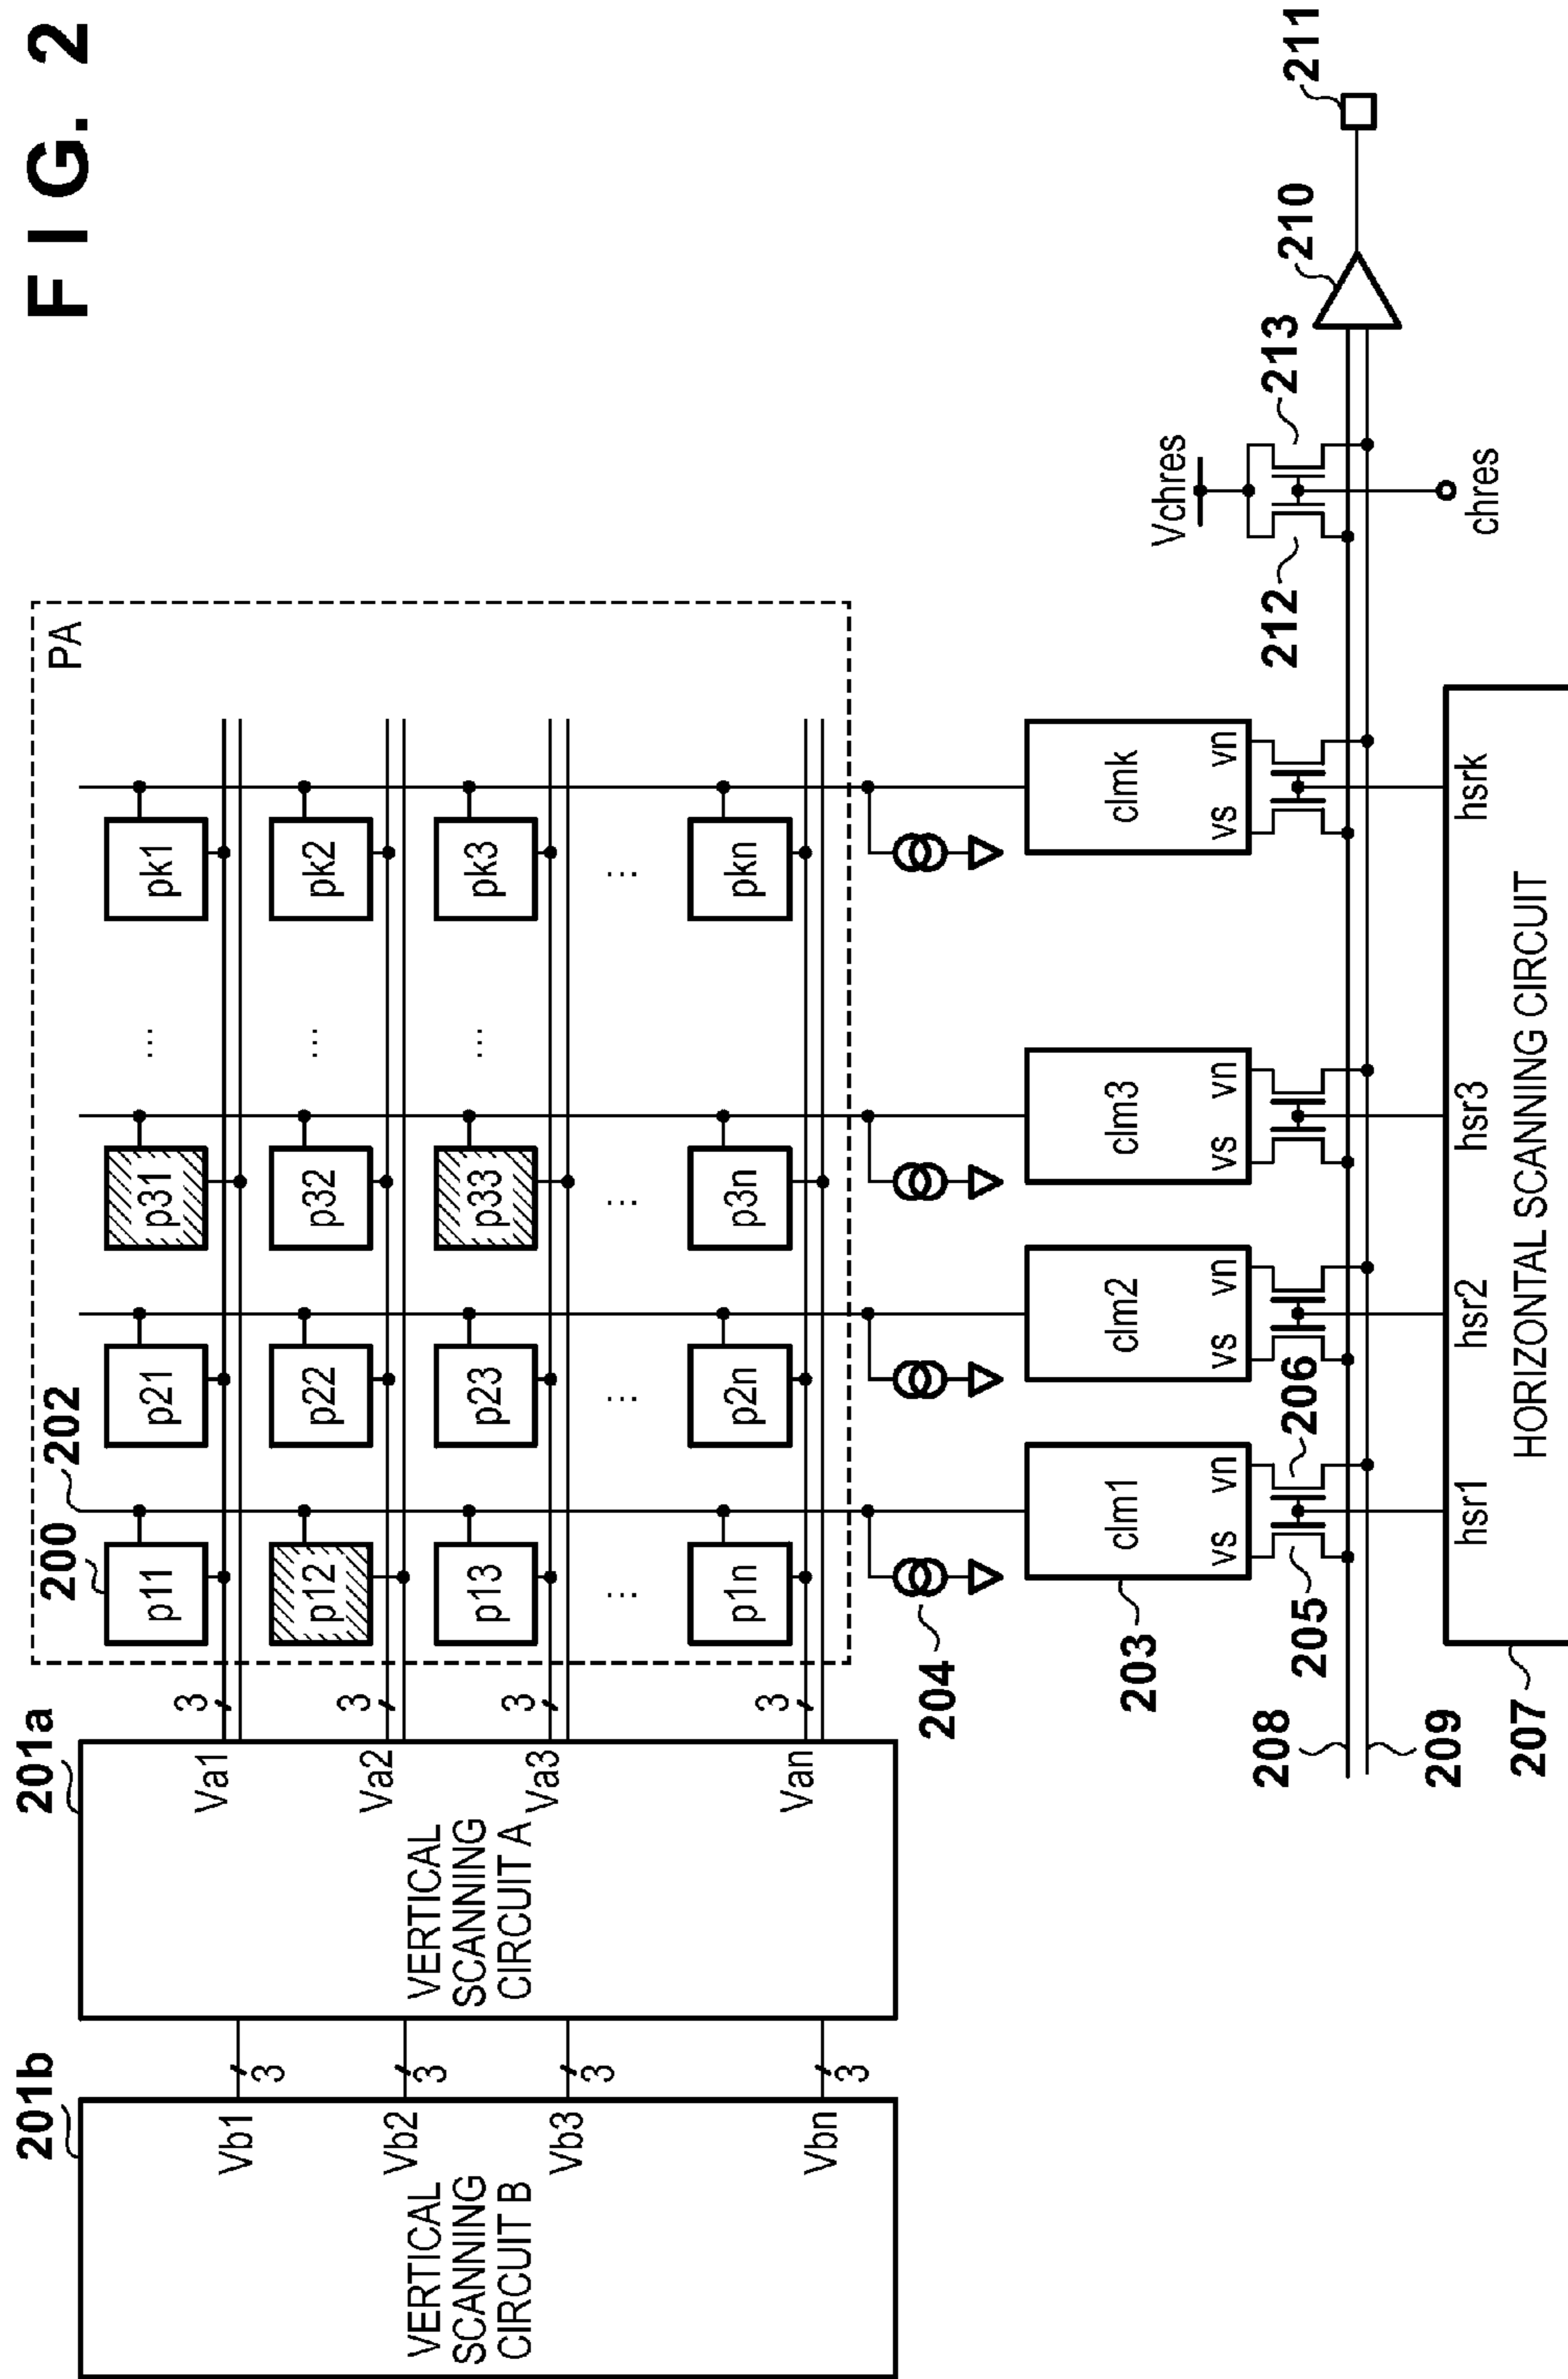 FIG. 2
PA
200
202
p11
p21
p31
...
pk1
p12
p22
p32
...
pk2
p13
p23
p33
...
pk3
...
...
...
...
p1n
p2n
p3n
pkn
201b
201a
VERTICAL
SCANNING
CIRCUIT B
Vb1
Vb2
Vb3
Vbn
3
3
3
3
VERTICAL
SCANNING
CIRCUIT A
Va1
Va2
Va3
Van
3
3
3
3
204
203
clm1
vs
vn
clm2
vs
vn
clm3
vs
vn
clmk
vs
vn
205
206
208
209
207
hsr1
hsr2
hsr3
hsrk
HORIZONTAL SCANNING CIRCUIT
Vchres
212
213
chres
210
211